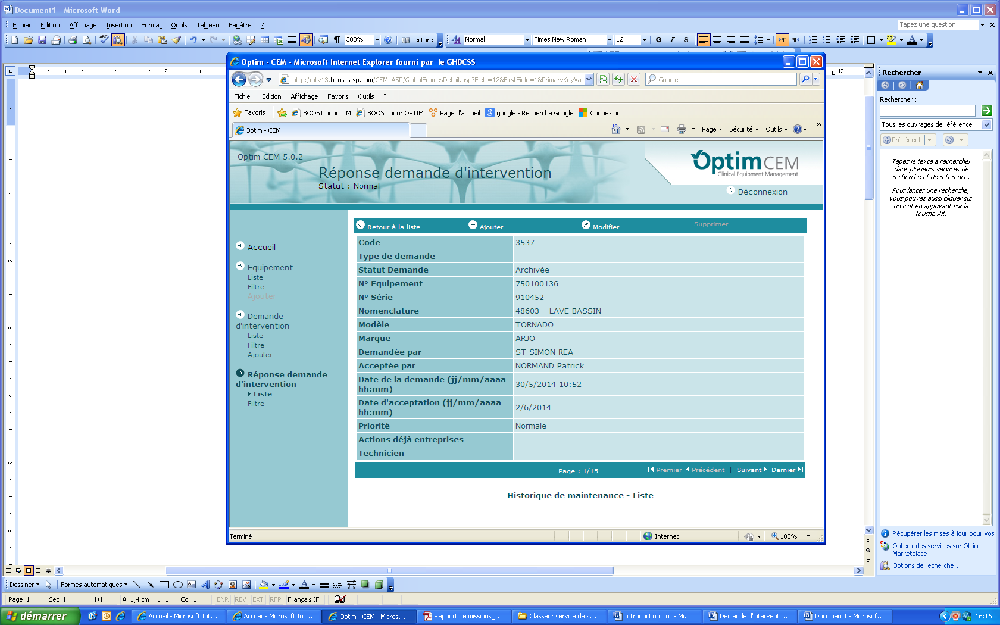 Document1 - Microsoft Word
Fichier Edition Affichage Insertion Format Outils Tableau Fenêtre ?
Tapez une question
300% Lecture Normal Times New Roman 12 G I S
Optim - CEM - Microsoft Internet Explorer fourni par le GHDCSS
http://pfv13.boost-asp.com/CEM_ASP/GlobalFramesDetail.asp?Field=12&FirstField=1&PrimaryKeyVal
Google
Fichier Edition Affichage Favoris Outils ?
Favoris BOOST pour TIM BOOST pour OPTIM Page d'accueil google - Recherche Google Connexion
Optim - CEM
Page Sécurité Outils
Optim CEM 5.0.2
Réponse demande d'intervention
Statut : Normal
OptimCEM
Clinical Equipment Management
Déconnexion
Accueil
Equipement
Liste
Filtre
Ajouter
Demande
d'intervention
Liste
Filtre
Ajouter
Réponse demande
d'intervention
Liste
Filtre
Retour à la liste Ajouter Modifier Supprimer
Code 3537
Type de demande
Statut Demande Archivée
N° Equipement 750100136
N° Série 910452
Nomenclature 48603 - LAVE BASSIN
Modèle TORNADO
Marque ARJO
Demandée par ST SIMON REA
Acceptée par NORMAND Patrick
Date de la demande (jj/mm/aaaa
hh:mm) 30/5/2014 10:52
Date d'acceptation (jj/mm/aaaa
hh:mm) 2/6/2014
Priorité Normale
Actions déjà entreprises
Technicien
Page : 1/15 Premier Précédent | Suivant Dernier
Historique de maintenance - Liste
Terminé Internet 100%
Rechercher
Rechercher :
Tous les ouvrages de référence
Précédent
Tapez le texte à rechercher
dans plusieurs services de
recherche et de référence.
Pour lancer une recherche,
vous pouvez aussi cliquer sur
un mot en appuyant sur la
touche Alt.
Récupérer les mises à jour pour vos
Obtenir des services sur Office
Marketplace
Options de recherche...
Dessiner Formes automatiques
Page 1 Sec 1 1/1 À 1,4 cm Li 1 Col 1 ENR REV EXT RFP Français (Fr
démarrer Accueil - Microsoft Int... Accueil - Microsoft Int... Optim - CEM - Micros... Rapport de missions_... Classeur service de s... Introduction.doc - Mi... Demande d'interventi... Document1 - Microsof... 16:16